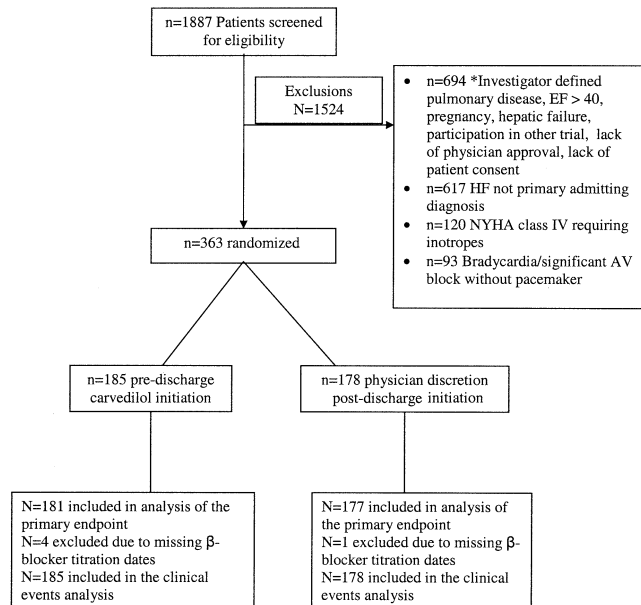 n=1887 Patients screened
for eligibility
Exclusions
N=1524
• n=694 *Investigator defined
pulmonary disease, EF > 40,
pregnancy, hepatic failure,
participation in other trial, lack
of physician approval, lack of
patient consent
• n=617 HF not primary admitting
diagnosis
• n=120 NYHA class IV requiring
inotropes
• n=93 Bradycardia/significant AV
block without pacemaker
n=363 randomized
n=185 pre-discharge
carvedilol initiation
n=178 physician discretion
post-discharge initiation
N=181 included in analysis of the
primary endpoint
N=4 excluded due to missing β-
blocker titration dates
N=185 included in the clinical
events analysis
N=177 included in analysis of
the primary endpoint
N=1 excluded due to missing β-
blocker titration dates
N=178 included in the clinical
events analysis